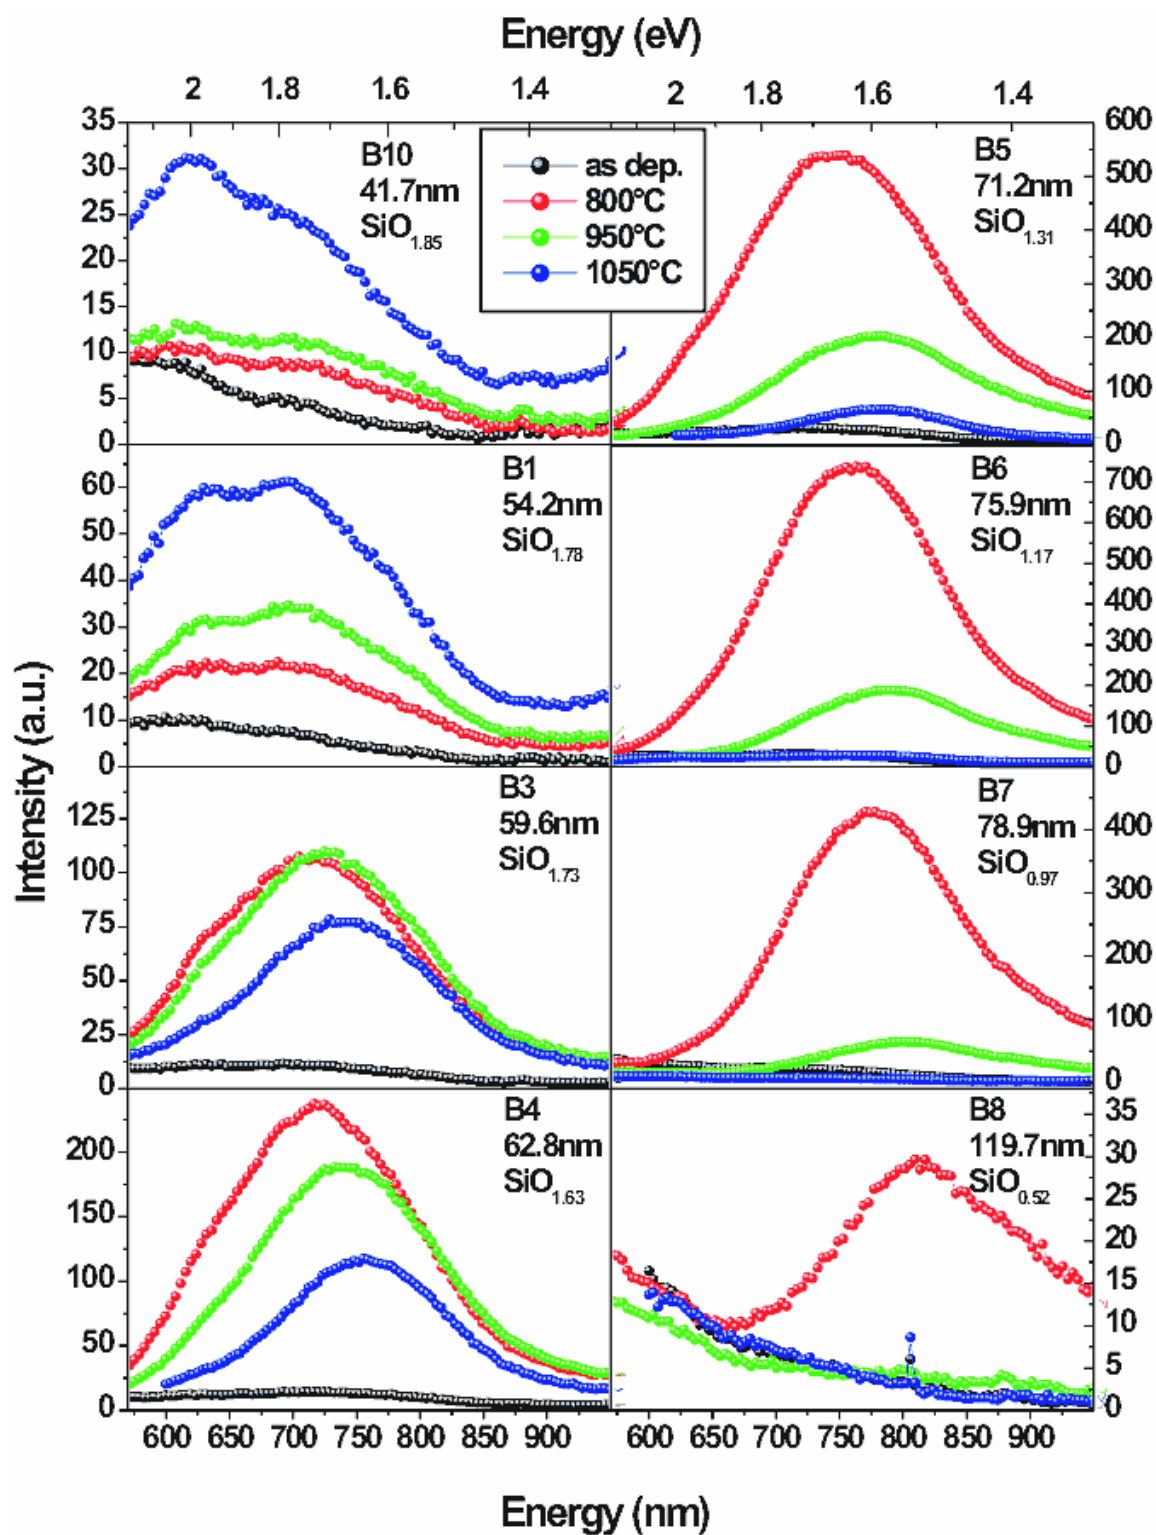 Energy (eV)
2 1.8 1.6 1.4 2 1.8 1.6 1.4
as dep.
800°C
950°C
1050°C
35
30
25
20
15
10
5
0
B10
41.7nm
SiO1.85
600
500
400
300
200
100
0
B5
71.2nm
SiO1.31
60
50
40
30
20
10
0
B1
54.2nm
SiO1.78
700
600
500
400
300
200
100
0
B6
75.9nm
SiO1.17
Intensity (a.u.)
125
100
75
50
25
0
B3
59.6nm
SiO1.73
400
300
200
100
0
B7
78.9nm
SiO0.97
200
150
100
50
0
B4
62.8nm
SiO1.63
35
30
25
20
15
10
5
0
B8
119.7nm
SiO0.52
600 650 700 750 800 850 900 600 650 700 750 800 850 900
Energy (nm)